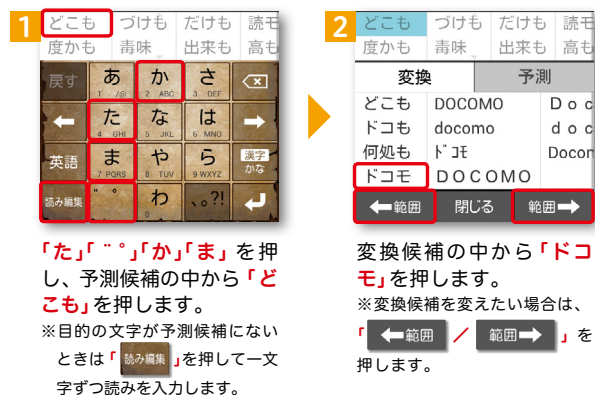 1
どこも づけも だけも 読モ
度かも 毒味 出来も 高も
戻す あ 1 ./@ か 2 ABC さ 3 DEF
た 4 GHI な 5 JKL は 6 MNO
英語 ま 7 PQRS や 8 TUV ら 9 WXYZ 漢字 かな
読み編集 ゛゜ わ 0 、。?!
「た」「゛゜」「か」「ま」を押
し、予測候補の中から「ど
こも」を押します。
※目的の文字が予測候補にない
ときは「読み編集」を押して一文
字ずつ読みを入力します。
2
どこも づけも だけも 読モ
度かも 毒味 出来も 高も
変換 予測
どこも DOCOMO Ｄｏｃ
ドコモ docomo ｄｏｃ
何処も ﾄﾞｺﾓ Docom
ドコモ ＤＯＣＯＭＯ
←範囲 閉じる 範囲→
変換候補の中から「ドコ
モ」を押します。
※変換候補を変えたい場合は、
「←範囲／範囲→」を
押します。